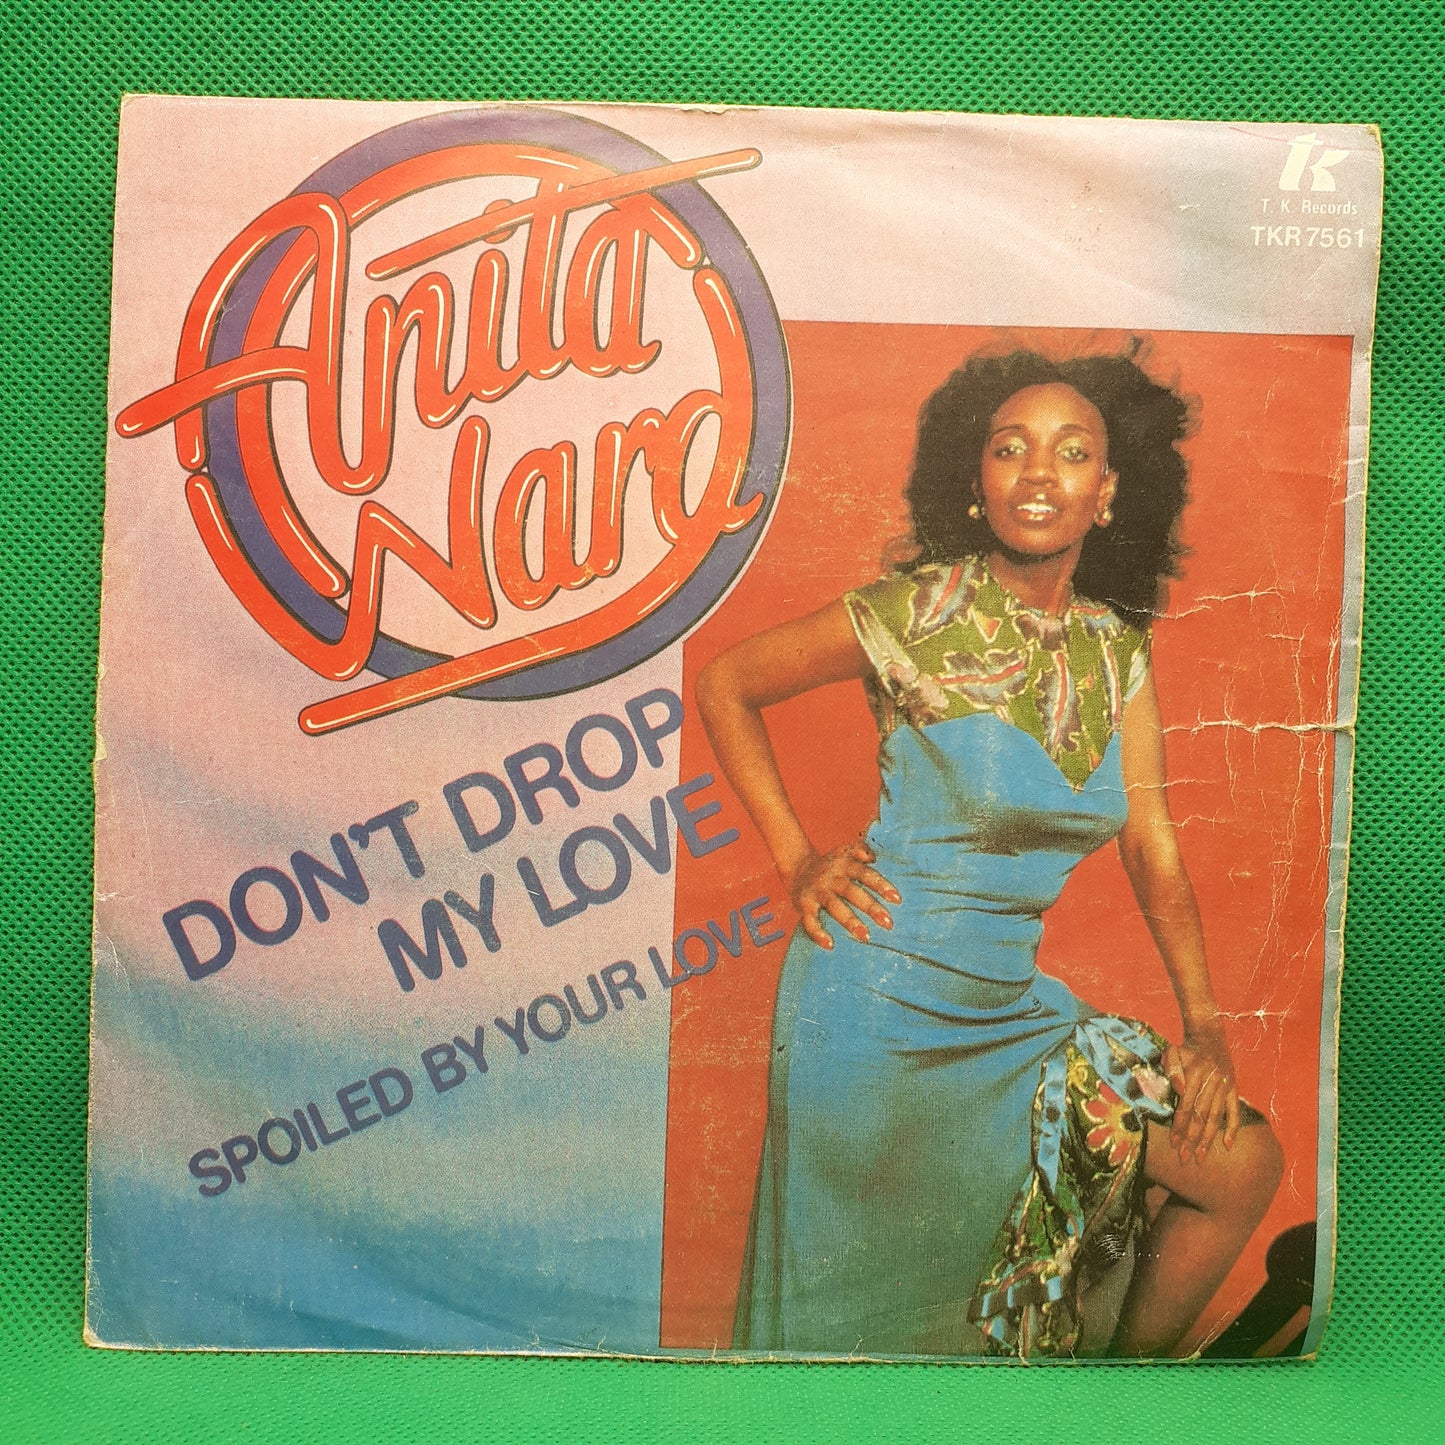 Anita
Ward
tk
T. K. Records
TKR 7561
DON'T DROP
MY LOVE
SPOILED BY YOUR LOVE